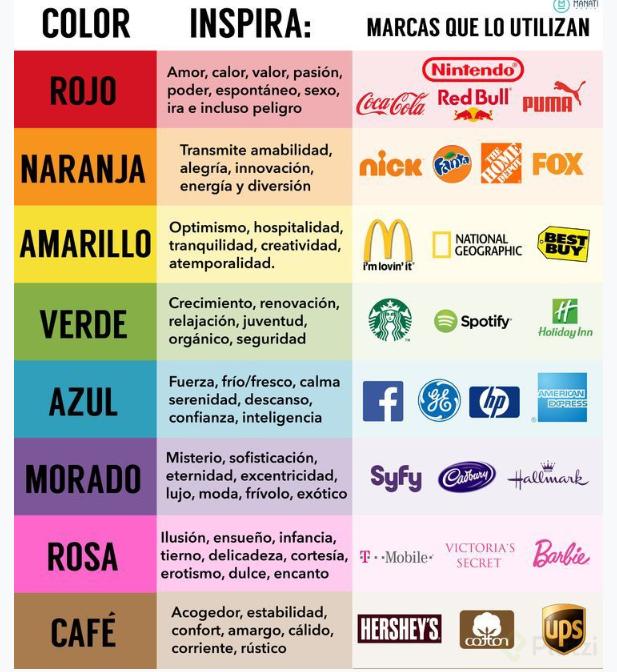 MANATÍ
COLOR INSPIRA: MARCAS QUE LO UTILIZAN
ROJO
Amor, calor, valor, pasión,
poder, espontáneo, sexo,
ira e incluso peligro
Nintendo
Coca-Cola Red Bull PUMA
NARANJA
Transmite amabilidad,
alegría, innovación,
energía y diversión
nick Fanta THE HOME DEPOT FOX
AMARILLO
Optimismo, hospitalidad,
tranquilidad, creatividad,
atemporalidad.
i'm lovin' it
NATIONAL
GEOGRAPHIC
BEST
BUY
VERDE
Crecimiento, renovación,
relajación, juventud,
orgánico, seguridad
Spotify
H
Holiday Inn
AZUL
Fuerza, frío/fresco, calma
serenidad, descanso,
confianza, inteligencia
f GE hp
AMERICAN
EXPRESS
MORADO
Misterio, sofisticación,
eternidad, excentricidad,
lujo, moda, frívolo, exótico
Syfy Cadbury Hallmark
ROSA
Ilusión, ensueño, infancia,
tierno, delicadeza, cortesía,
erotismo, dulce, encanto
T··Mobile·
VICTORIA'S
SECRET
Barbie
CAFÉ
Acogedor, estabilidad,
confort, amargo, cálido,
corriente, rústico
HERSHEY'S cotton ups